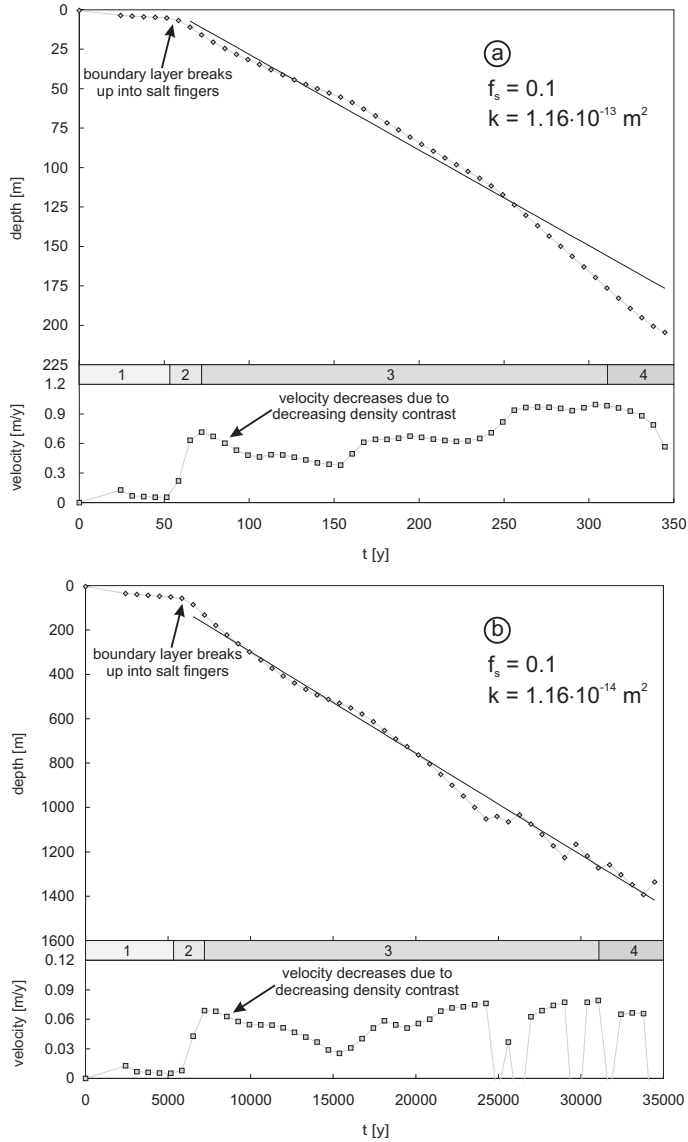 0
25
50
75
100
125
150
175
200
225
depth [m]
boundary layer breaks
up into salt fingers
a
fs = 0.1
k = 1.16·10-13 m2
1 2 3 4
1.2
0.9
0.6
0.3
0
velocity [m/y]
velocity decreases due to
decreasing density contrast
0 50 100 150 200 250 300 350
t [y]
0
200
400
600
800
1000
1200
1400
1600
depth [m]
boundary layer breaks
up into salt fingers
b
fs = 0.1
k = 1.16·10-14 m2
1 2 3 4
0.12
0.09
0.06
0.03
0
velocity [m/y]
velocity decreases due to
decreasing density contrast
0 5000 10000 15000 20000 25000 30000 35000
t [y]